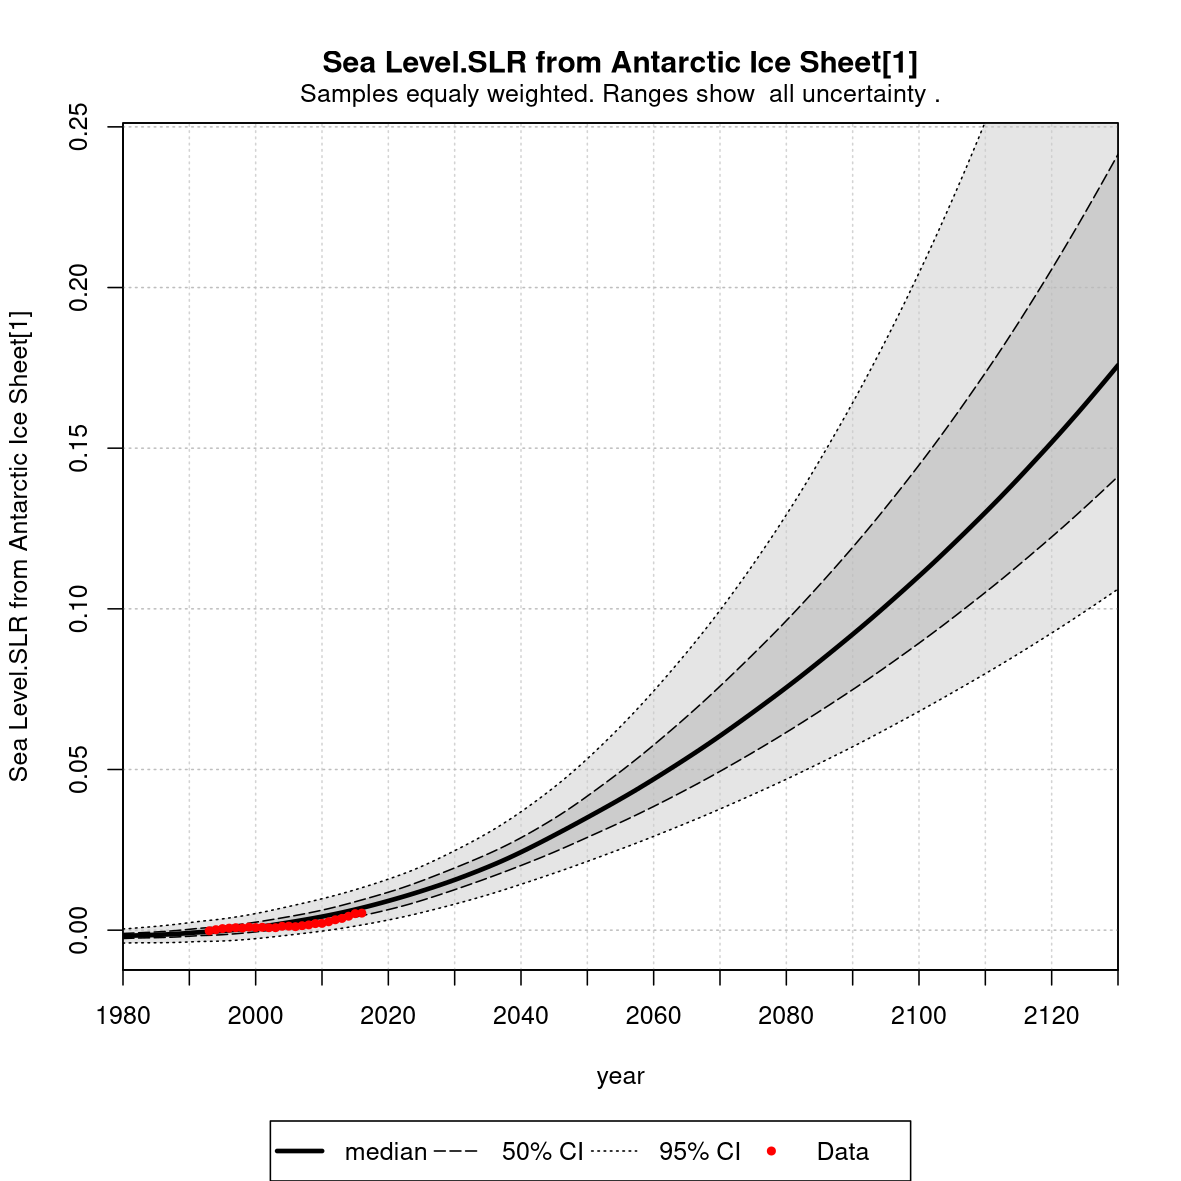 Sea Level.SLR from Antarctic Ice Sheet[1]
Samples equaly weighted. Ranges show  all uncertainty .
Sea Level.SLR from Antarctic Ice Sheet[1]
0.25
0.20
0.15
0.10
0.05
0.00
1980 2000 2020 2040 2060 2080 2100 2120
year
median 50% CI 95% CI Data